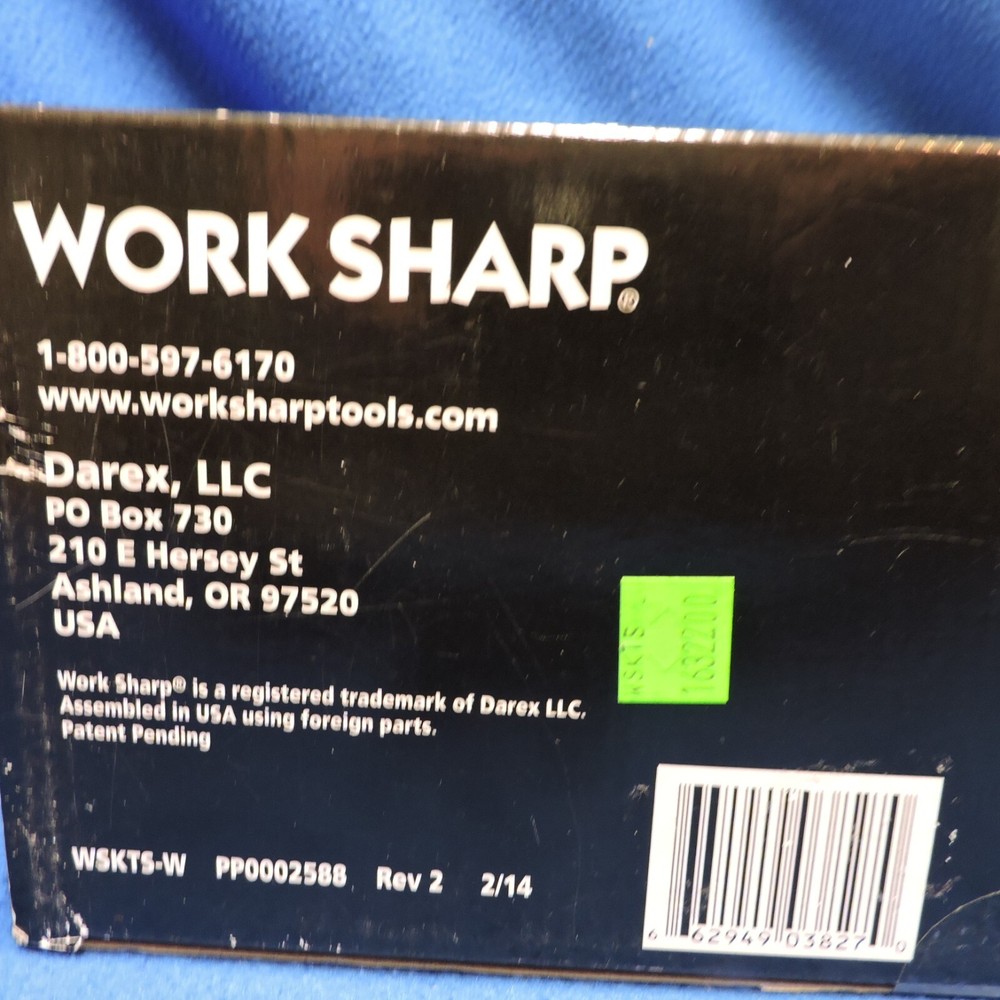 WORK SHARP®
1-800-597-6170
www.worksharptools.com
Darex, LLC
PO Box 730
210 E Hersey St
Ashland, OR 97520
USA
Work Sharp® is a registered trademark of Darex LLC.
Assembled in USA using foreign parts.
Patent Pending
WSKTS
1632200
WSKTS-W PP0002588 Rev 2 2/14
6 62949 03827 0